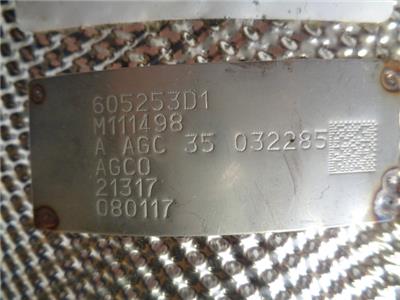 605253D1
M111498
A AGC 35 032285
AGCO
21317
080117